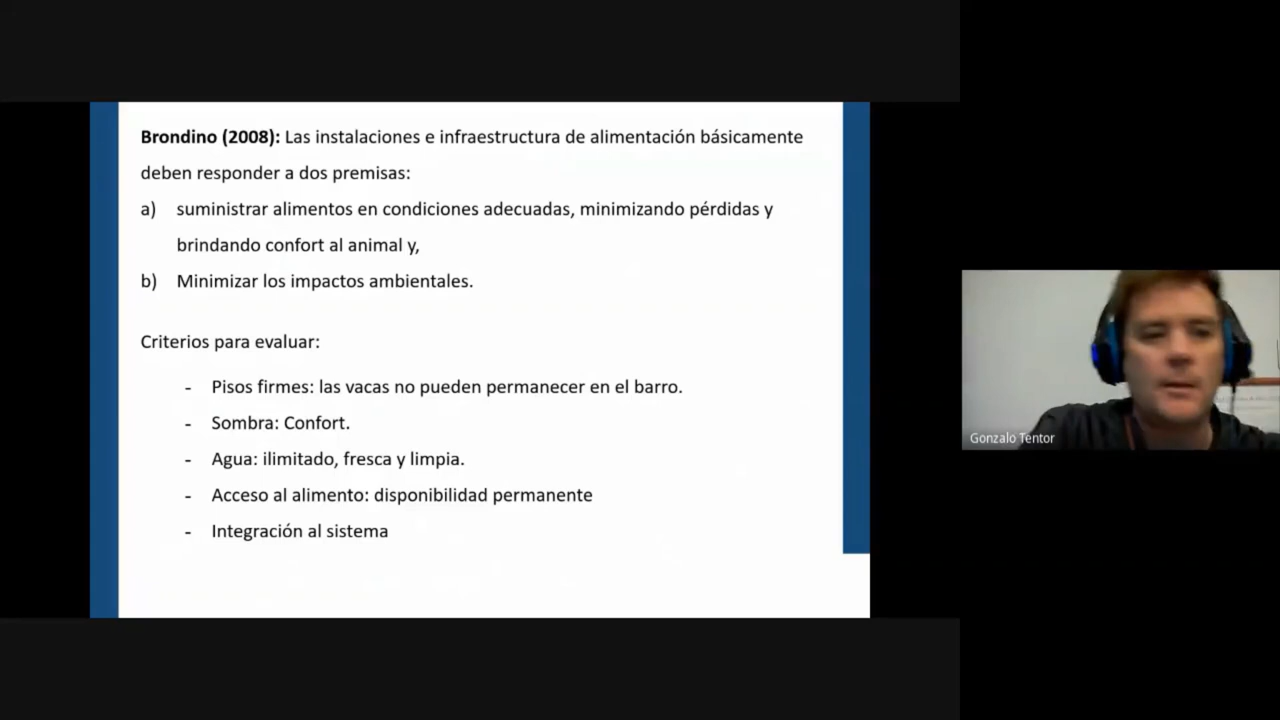 Brondino (2008): Las instalaciones e infraestructura de alimentación básicamente
deben responder a dos premisas:
a) suministrar alimentos en condiciones adecuadas, minimizando pérdidas y
brindando confort al animal y,
b) Minimizar los impactos ambientales.
Criterios para evaluar:
- Pisos firmes: las vacas no pueden permanecer en el barro.
- Sombra: Confort.
- Agua: ilimitado, fresca y limpia.
- Acceso al alimento: disponibilidad permanente
- Integración al sistema
Gonzalo Tentor